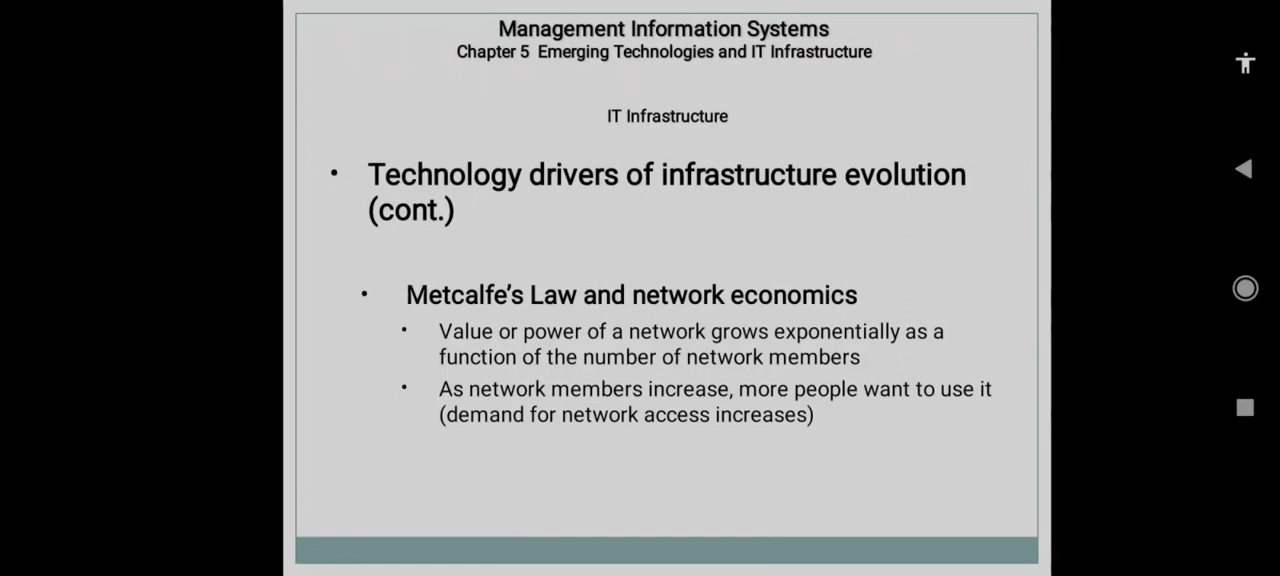 Management Information Systems
Chapter 5 Emerging Technologies and IT Infrastructure
IT Infrastructure
• Technology drivers of infrastructure evolution
(cont.)
• Metcalfe’s Law and network economics
• Value or power of a network grows exponentially as a
function of the number of network members
• As network members increase, more people want to use it
(demand for network access increases)